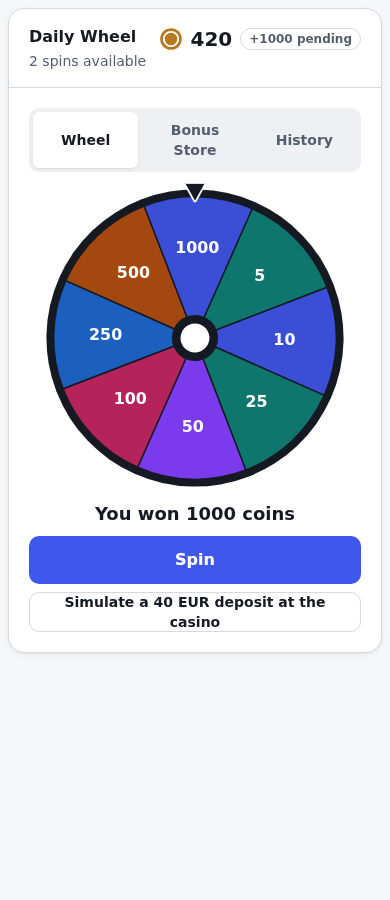 Daily Wheel
420
+1000 pending
2 spins available
Wheel
Bonus
Store
History
1000
5
10
25
50
100
250
500
You won 1000 coins
Spin
Simulate a 40 EUR deposit at the
casino